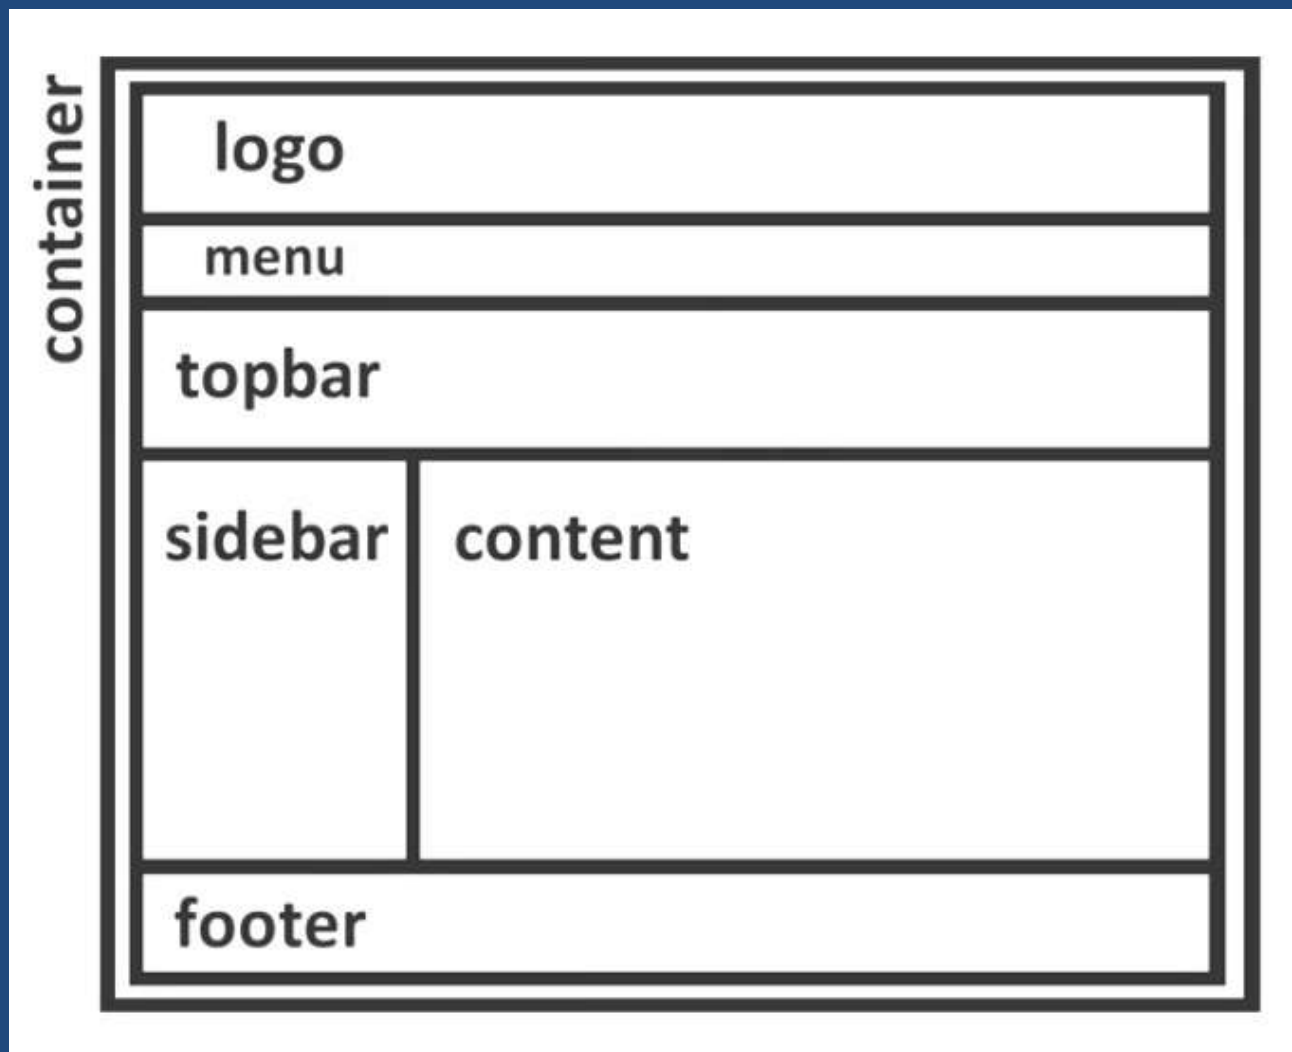 container
logo
menu
topbar
sidebar
content
footer